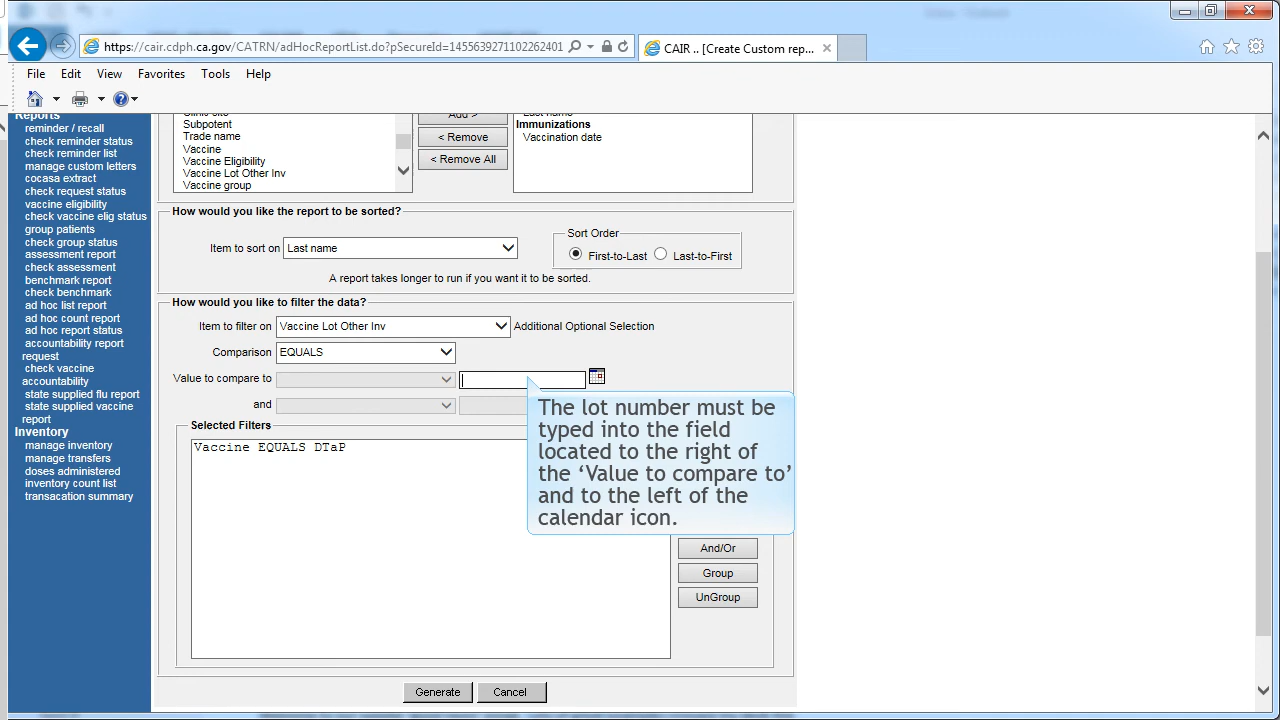 https://cair.cdph.ca.gov/CATRN/adHocReportList.do?pSecureId=1455639271102262401
CAIR .. [Create Custom rep...
File Edit View Favorites Tools Help
Reports
reminder / recall
check reminder status
check reminder list
manage custom letters
cocasa extract
check request status
vaccine eligibility
check vaccine elig status
group patients
check group status
assessment report
check assessment
benchmark report
check benchmark
ad hoc list report
ad hoc count report
ad hoc report status
accountability report
request
check vaccine
accountability
state supplied flu report
state supplied vaccine
report
Inventory
manage inventory
manage transfers
doses administered
inventory count list
transacation summary
Clinic site
Subpotent
Trade name
Vaccine
Vaccine Eligibility
Vaccine Lot Other Inv
Vaccine group
Add >
< Remove
< Remove All
Last name
Immunizations
Vaccination date
How would you like the report to be sorted?
Item to sort on Last name
Sort Order
First-to-Last Last-to-First
A report takes longer to run if you want it to be sorted.
How would you like to filter the data?
Item to filter on Vaccine Lot Other Inv Additional Optional Selection
Comparison EQUALS
Value to compare to
and
Selected Filters
Vaccine EQUALS DTaP
The lot number must be
typed into the field
located to the right of
the ‘Value to compare to’
and to the left of the
calendar icon.
And/Or
Group
UnGroup
Generate Cancel